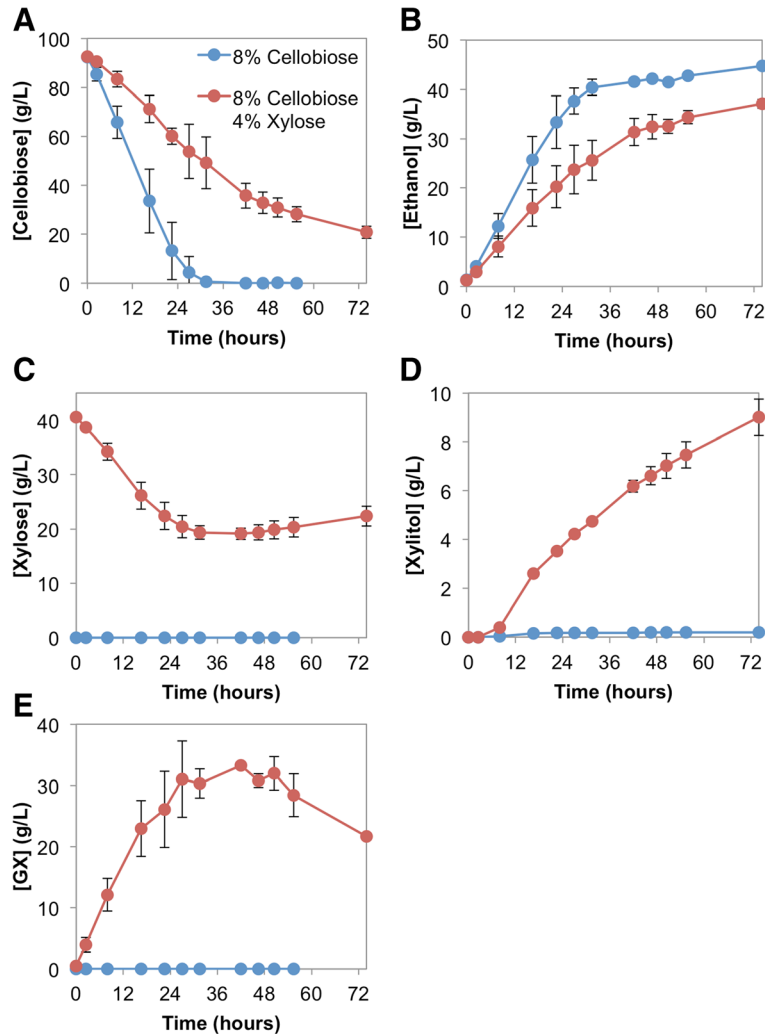 A
[Cellobiose] (g/L)
100
80
60
40
20
0
0 12 24 36 48 60 72
Time (hours)
8% Cellobiose
8% Cellobiose
4% Xylose
B
[Ethanol] (g/L)
50
40
30
20
10
0
0 12 24 36 48 60 72
Time (hours)
C
[Xylose] (g/L)
40
30
20
10
0
0 12 24 36 48 60 72
Time (hours)
D
[Xylitol] (g/L)
10
8
6
4
2
0
0 12 24 36 48 60 72
Time (hours)
E
[GX] (g/L)
40
30
20
10
0
0 12 24 36 48 60 72
Time (hours)